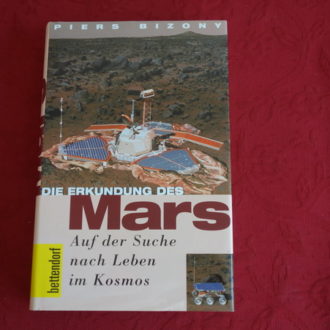 PIERS BIZONY
DIE ERKUNDUNG DES
Mars
Auf der Suche
nach Leben
im Kosmos
bettendorf